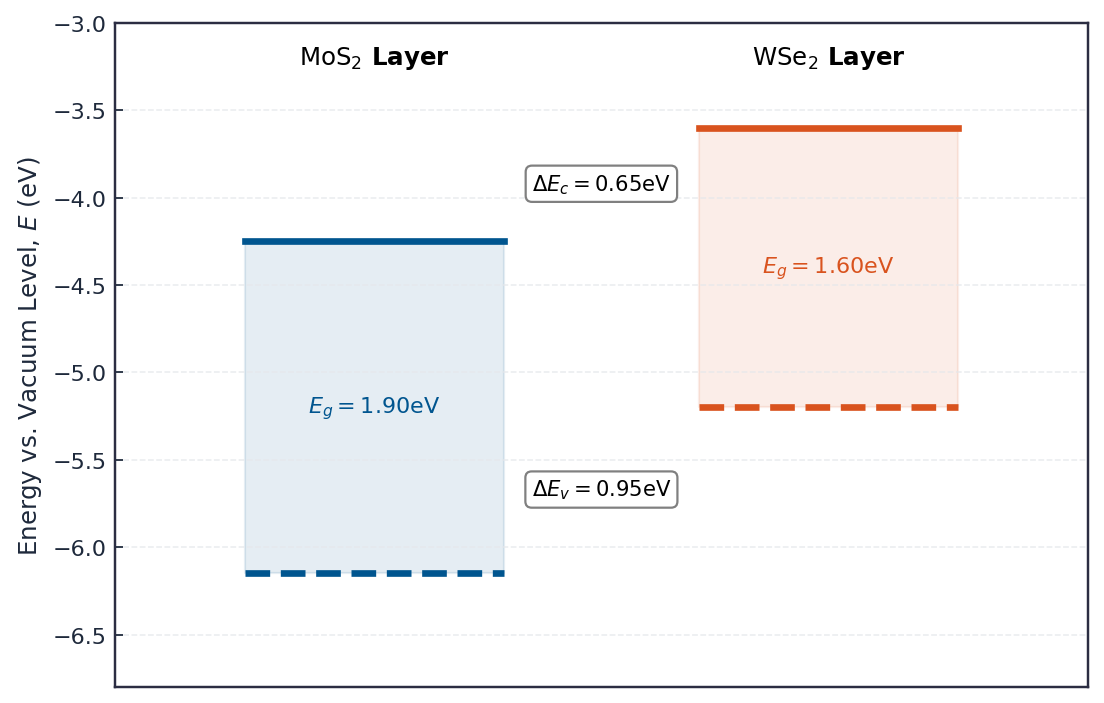 MoS₂ Layer
WSe₂ Layer
Energy vs. Vacuum Level, E (eV)
−3.0
−3.5
−4.0
−4.5
−5.0
−5.5
−6.0
−6.5
ΔE_c = 0.65eV
E_g = 1.60eV
E_g = 1.90eV
ΔE_v = 0.95eV